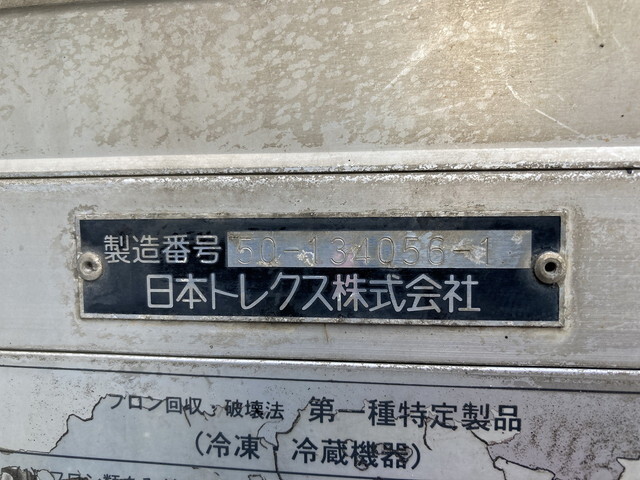 製造番号 50-134056-1
日本トレクス株式会社
フロン回収・破壊法 第一種特定製品
(冷凍・冷蔵機器)